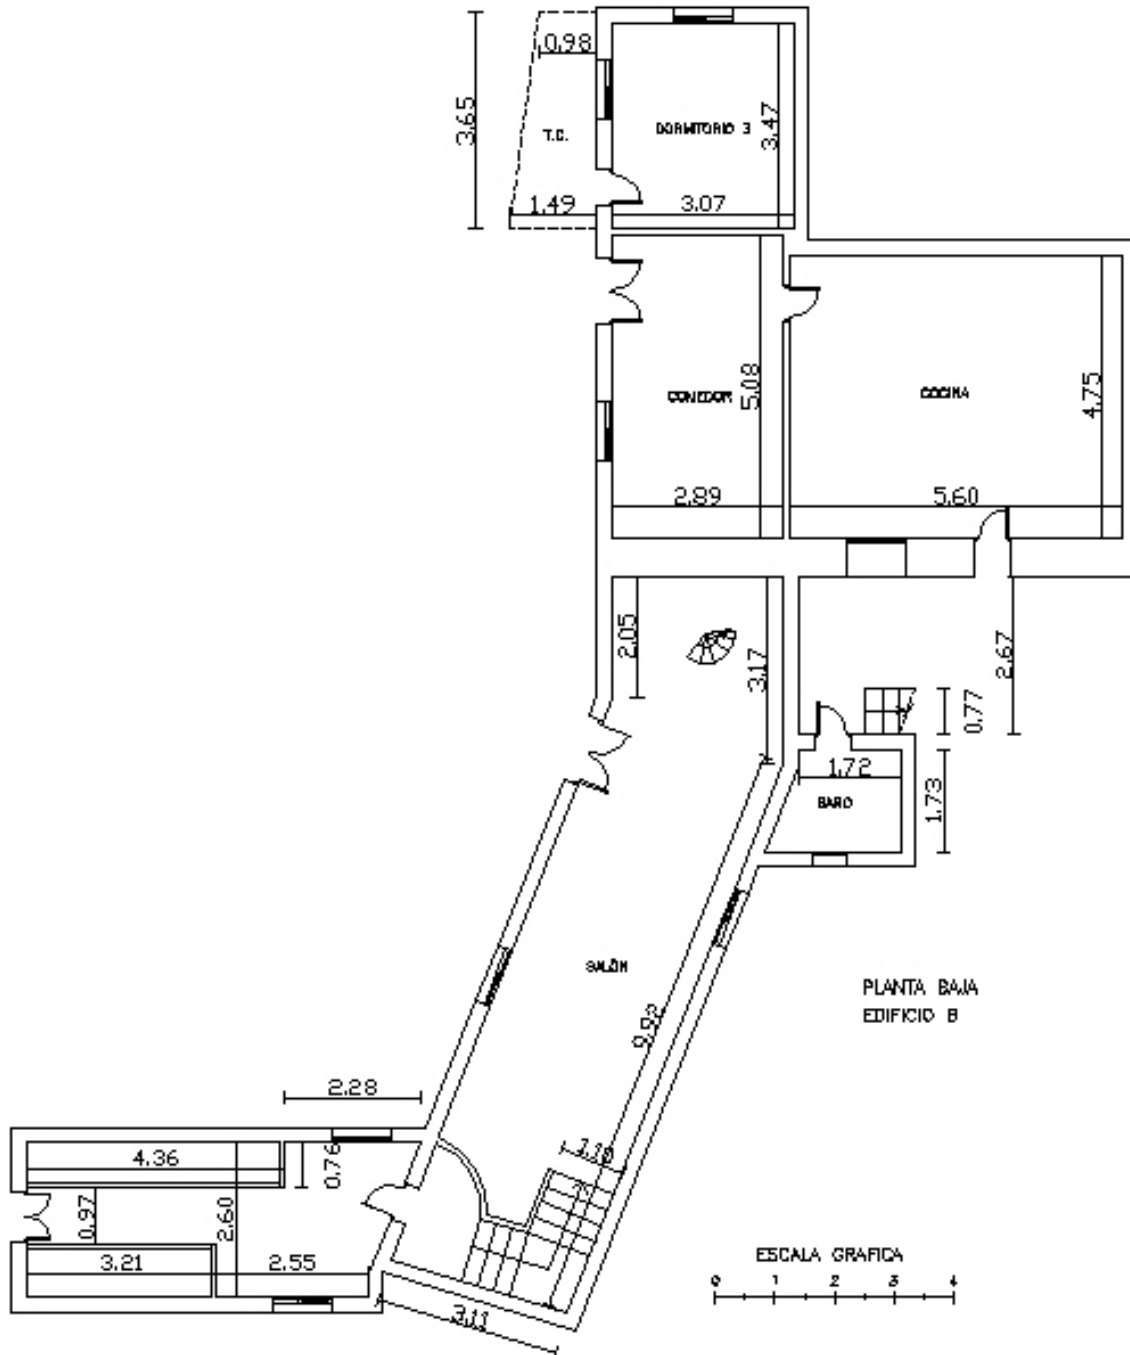 0.98
3.65
T.C.
DORMITORIO 3
3.47
1.49
3.07
COMEDOR
5.08
COCINA
4.75
2.89
5.60
2.05
3.17
2.67
0.77
1.72
BAÑO
1.73
SALÓN
PLANTA BAJA
EDIFICIO B
9.92
2.28
4.36
0.76
1.10
0.97
2.60
3.21
2.55
ESCALA GRAFICA
0 1 2 3 4
3.11